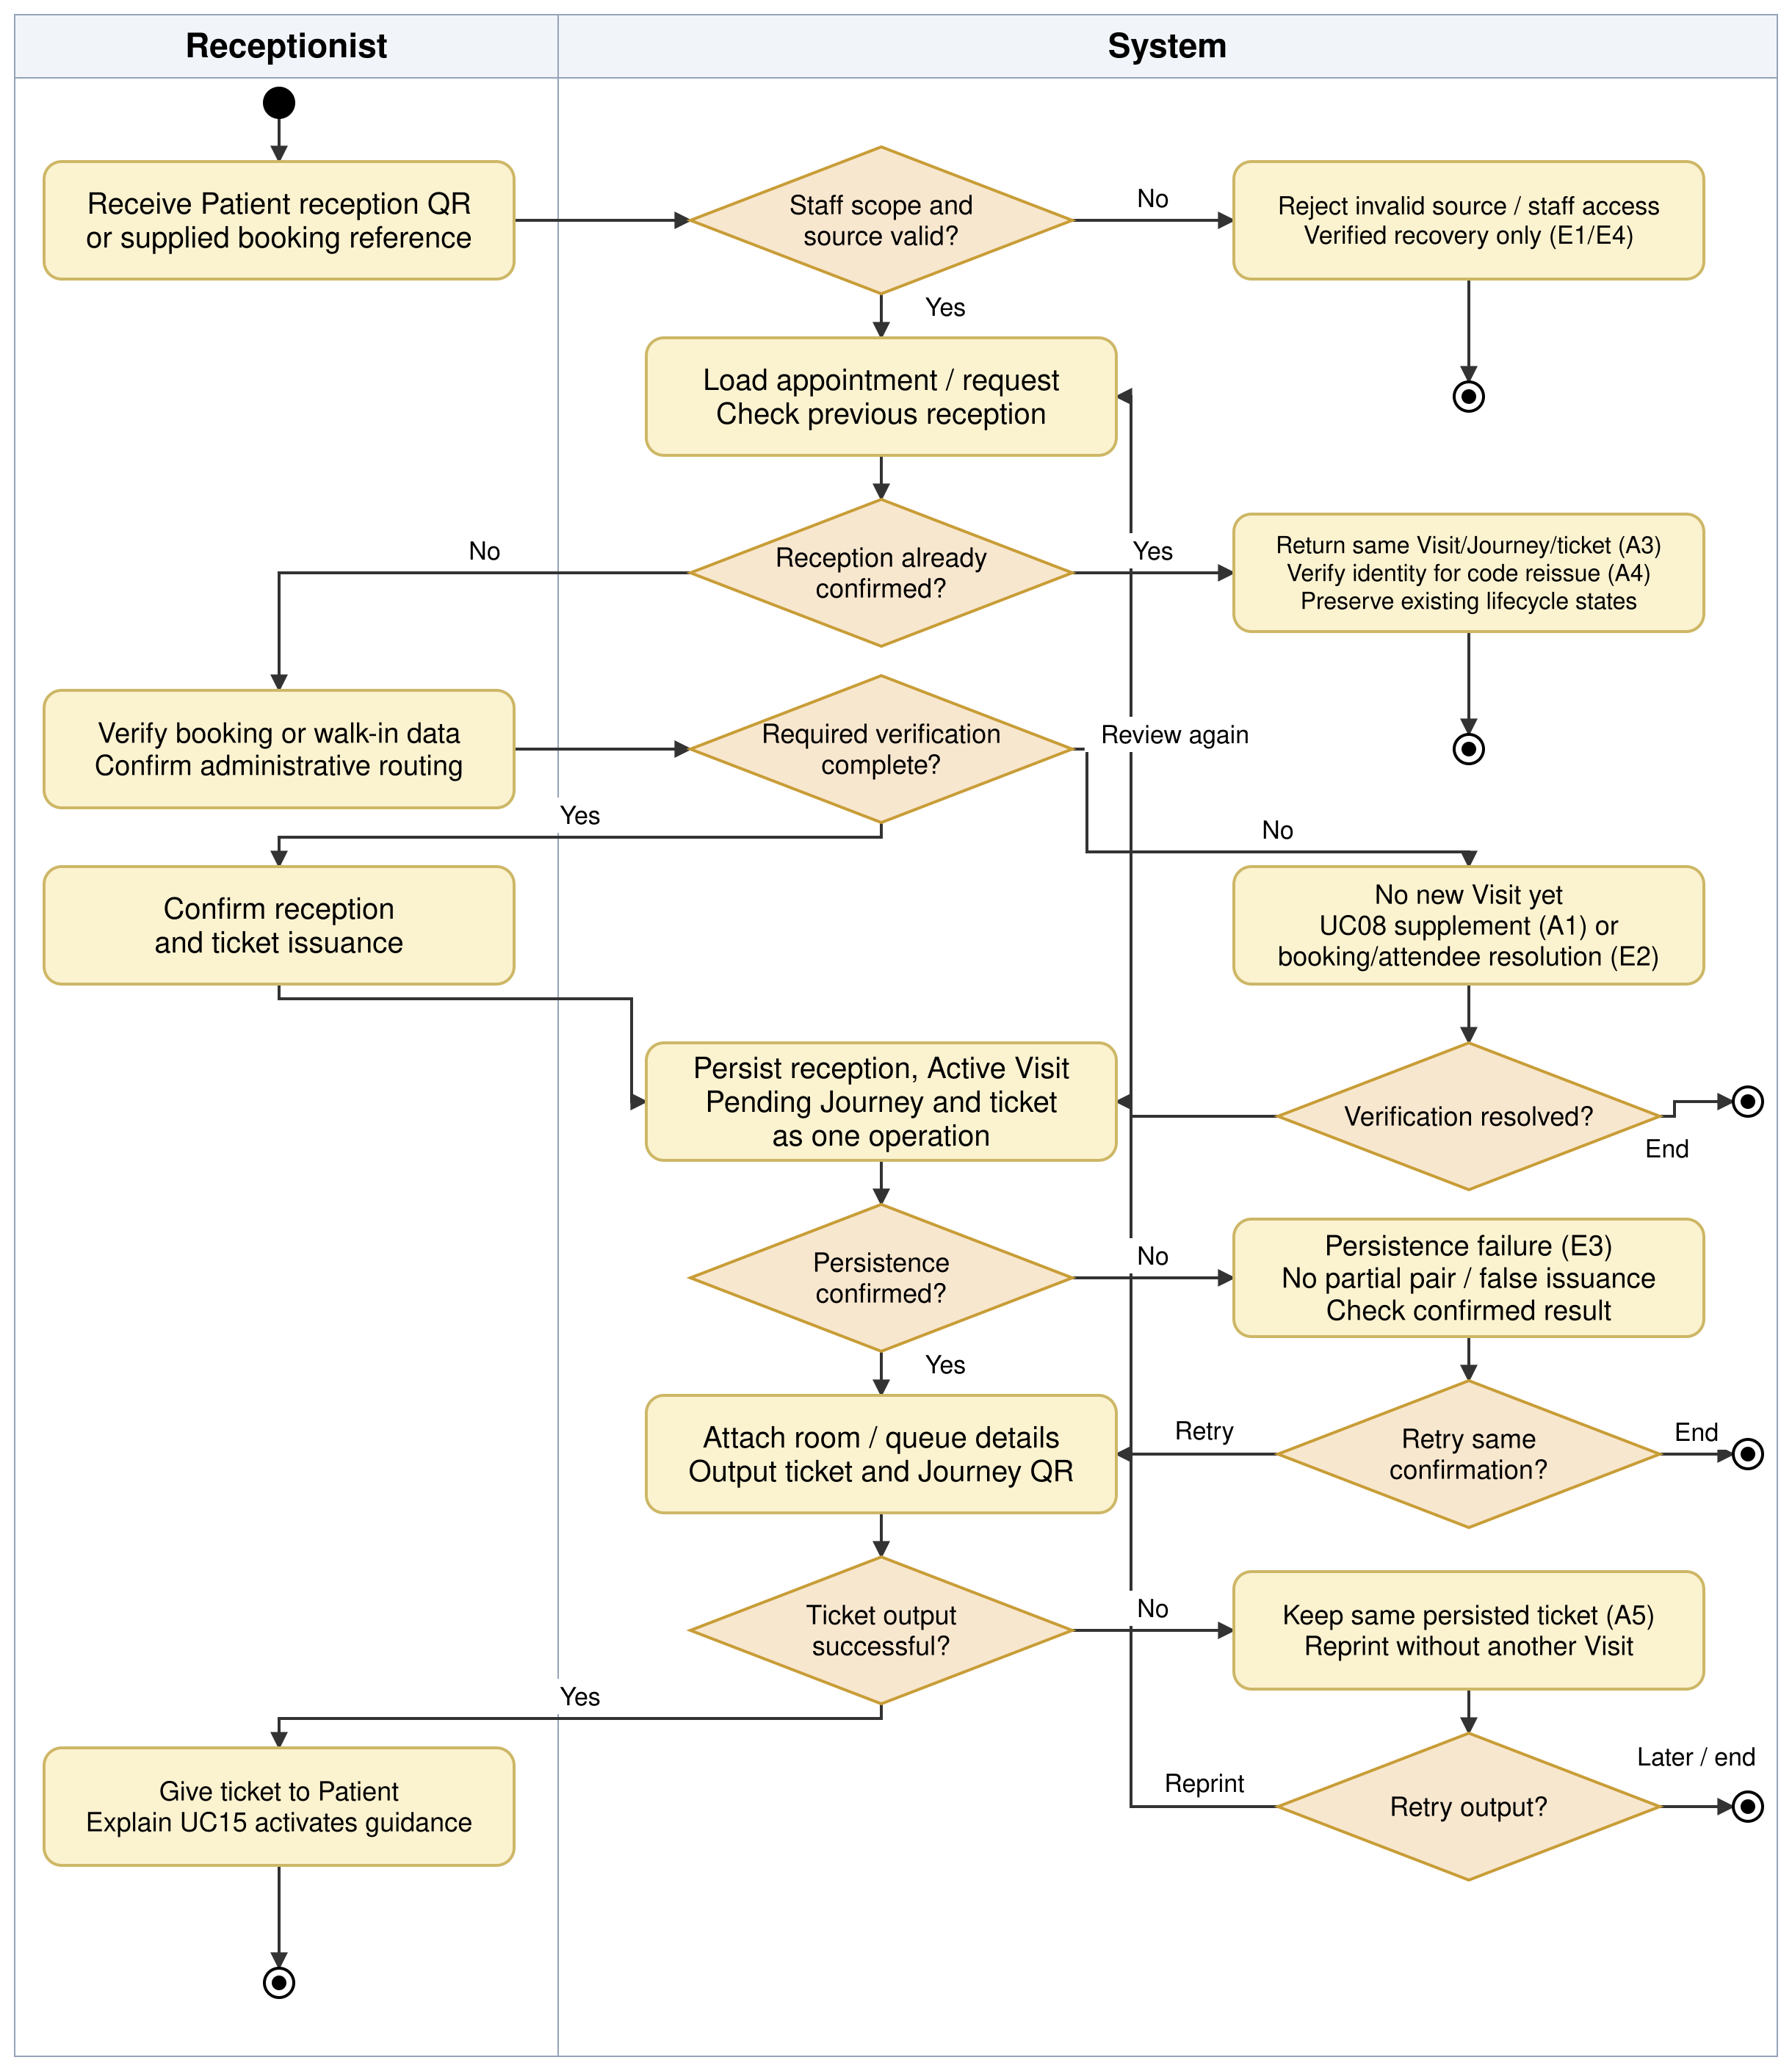 Receptionist
System
Receive Patient reception QR
or supplied booking reference
Staff scope and
source valid?
No
Reject invalid source / staff access
Verified recovery only (E1/E4)
Yes
Load appointment / request
Check previous reception
No
Reception already
confirmed?
Yes
Return same Visit/Journey/ticket (A3)
Verify identity for code reissue (A4)
Preserve existing lifecycle states
Verify booking or walk-in data
Confirm administrative routing
Required verification
complete?
Review again
Yes
No
Confirm reception
and ticket issuance
No new Visit yet
UC08 supplement (A1) or
booking/attendee resolution (E2)
Persist reception, Active Visit
Pending Journey and ticket
as one operation
Verification resolved?
End
Persistence
confirmed?
No
Persistence failure (E3)
No partial pair / false issuance
Check confirmed result
Yes
Attach room / queue details
Output ticket and Journey QR
Retry
Retry same
confirmation?
End
Ticket output
successful?
No
Keep same persisted ticket (A5)
Reprint without another Visit
Yes
Give ticket to Patient
Explain UC15 activates guidance
Reprint
Retry output?
Later / end